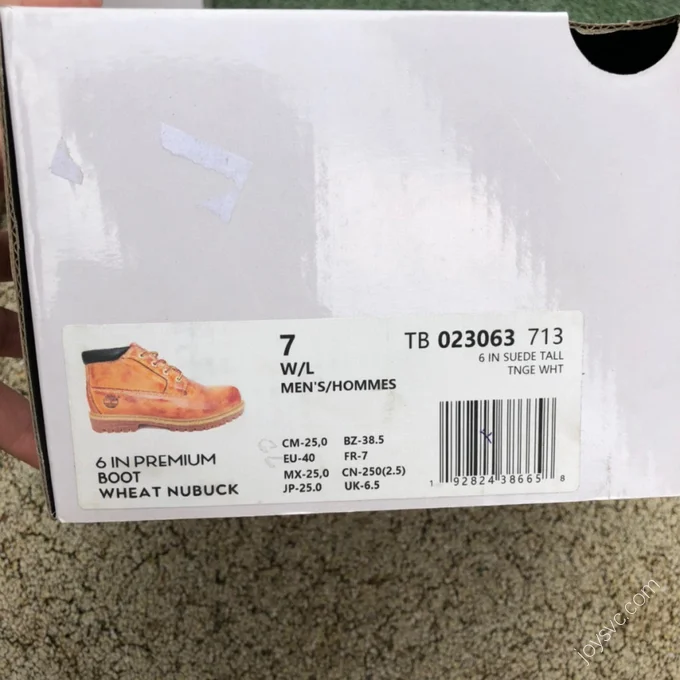 7
W/L
MEN'S/HOMMES
TB 023063 713
6 IN SUEDE TALL
TNGE WHT
6 IN PREMIUM
BOOT
WHEAT NUBUCK
CM-25,0 BZ-38.5
EU-40 FR-7
MX-25,0 CN-250(2.5)
JP-25.0 UK-6.5
1 92824 38665 8
joysvc.com